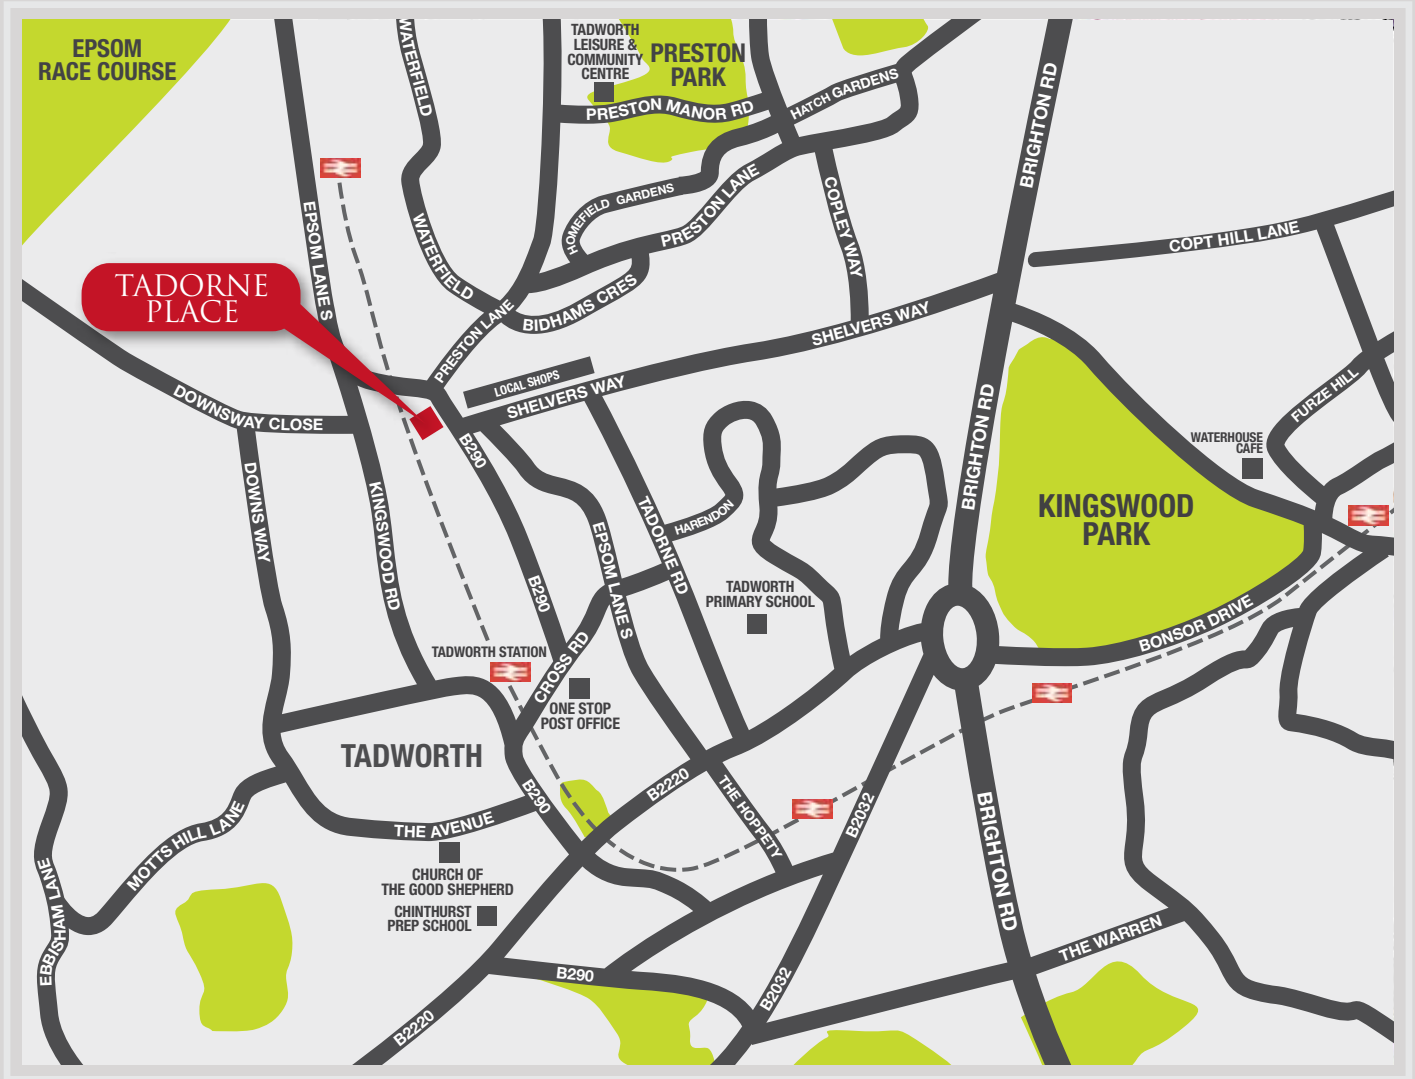 EPSOM
RACE COURSE
WATERFIELD
TADWORTH
LEISURE &
COMMUNITY
CENTRE
PRESTON
PARK
PRESTON MANOR RD
HATCH GARDENS
BRIGHTON RD
EPSOM LANE S
WATERFIELD
HOMEFIELD GARDENS
PRESTON LANE
COPLEY WAY
COPT HILL LANE
TADORNE
PLACE
PRESTON LANE
BIDHAMS CRES
SHELVERS WAY
LOCAL SHOPS
SHELVERS WAY
DOWNSWAY CLOSE
B290
BRIGHTON RD
FURZE HILL
WATERHOUSE
CAFE
DOWNS WAY
KINGSWOOD RD
TADORNE RD
HARENDON
EPSOM LANE S
KINGSWOOD
PARK
B290
TADWORTH
PRIMARY SCHOOL
BONSOR DRIVE
TADWORTH STATION
CROSS RD
ONE STOP
POST OFFICE
TADWORTH
B290
B2220
THE HOPPETY
B2032
BRIGHTON RD
MOTTS HILL LANE
THE AVENUE
CHURCH OF
THE GOOD SHEPHERD
CHINTHURST
PREP SCHOOL
EBBISHAM LANE
B290
B2220
B2032
THE WARREN